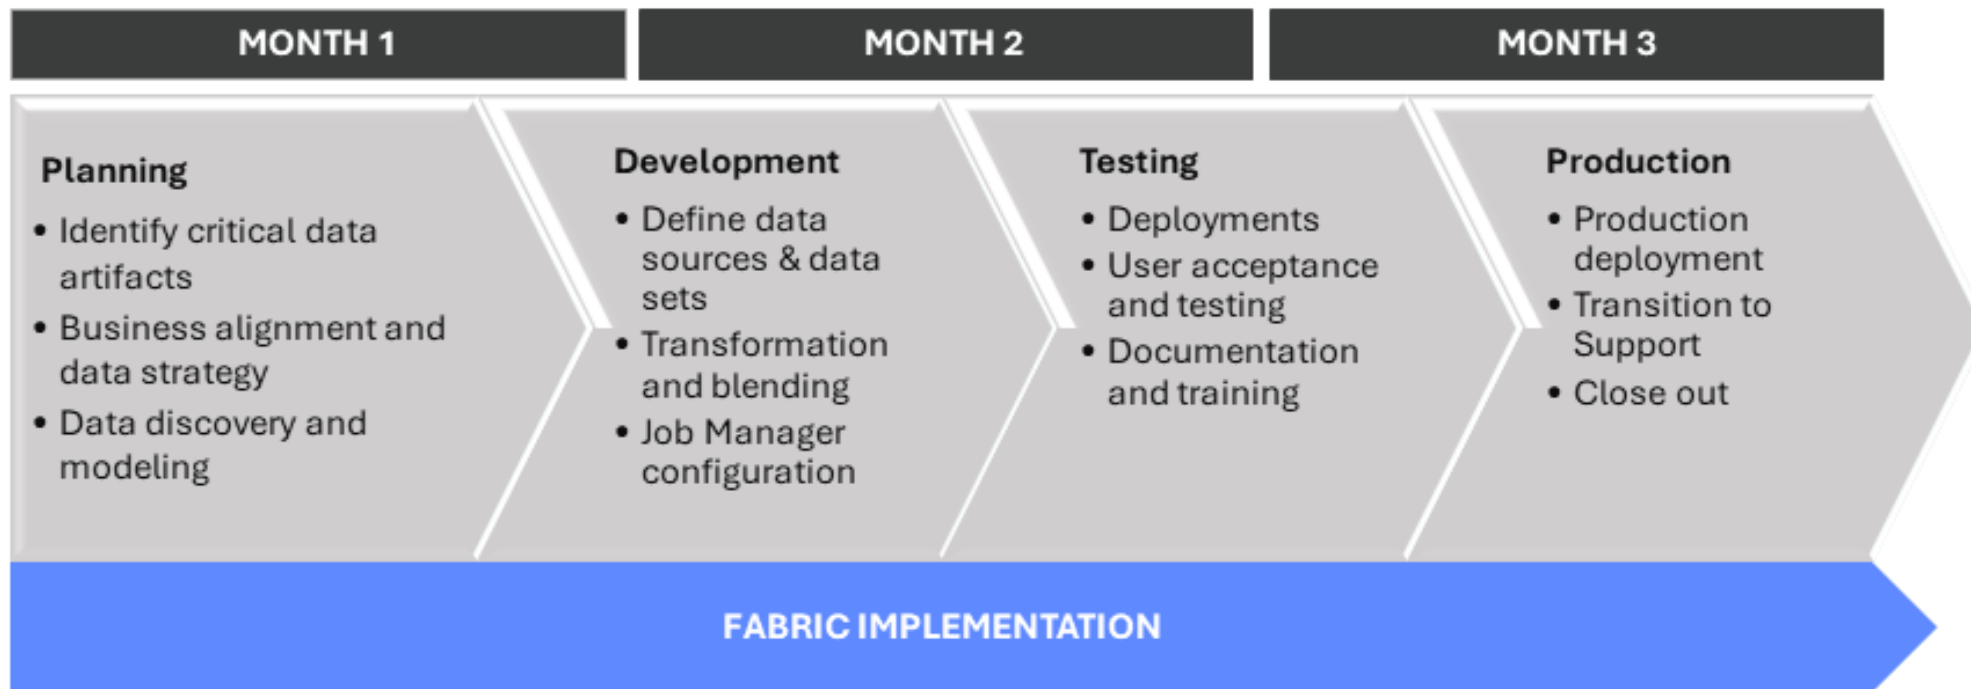 MONTH 1
MONTH 2
MONTH 3
Planning
• Identify critical data
artifacts
• Business alignment and
data strategy
• Data discovery and
modeling
Development
• Define data
sources & data
sets
• Transformation
and blending
• Job Manager
configuration
Testing
• Deployments
• User acceptance
and testing
• Documentation
and training
Production
• Production
deployment
• Transition to
Support
• Close out
FABRIC IMPLEMENTATION